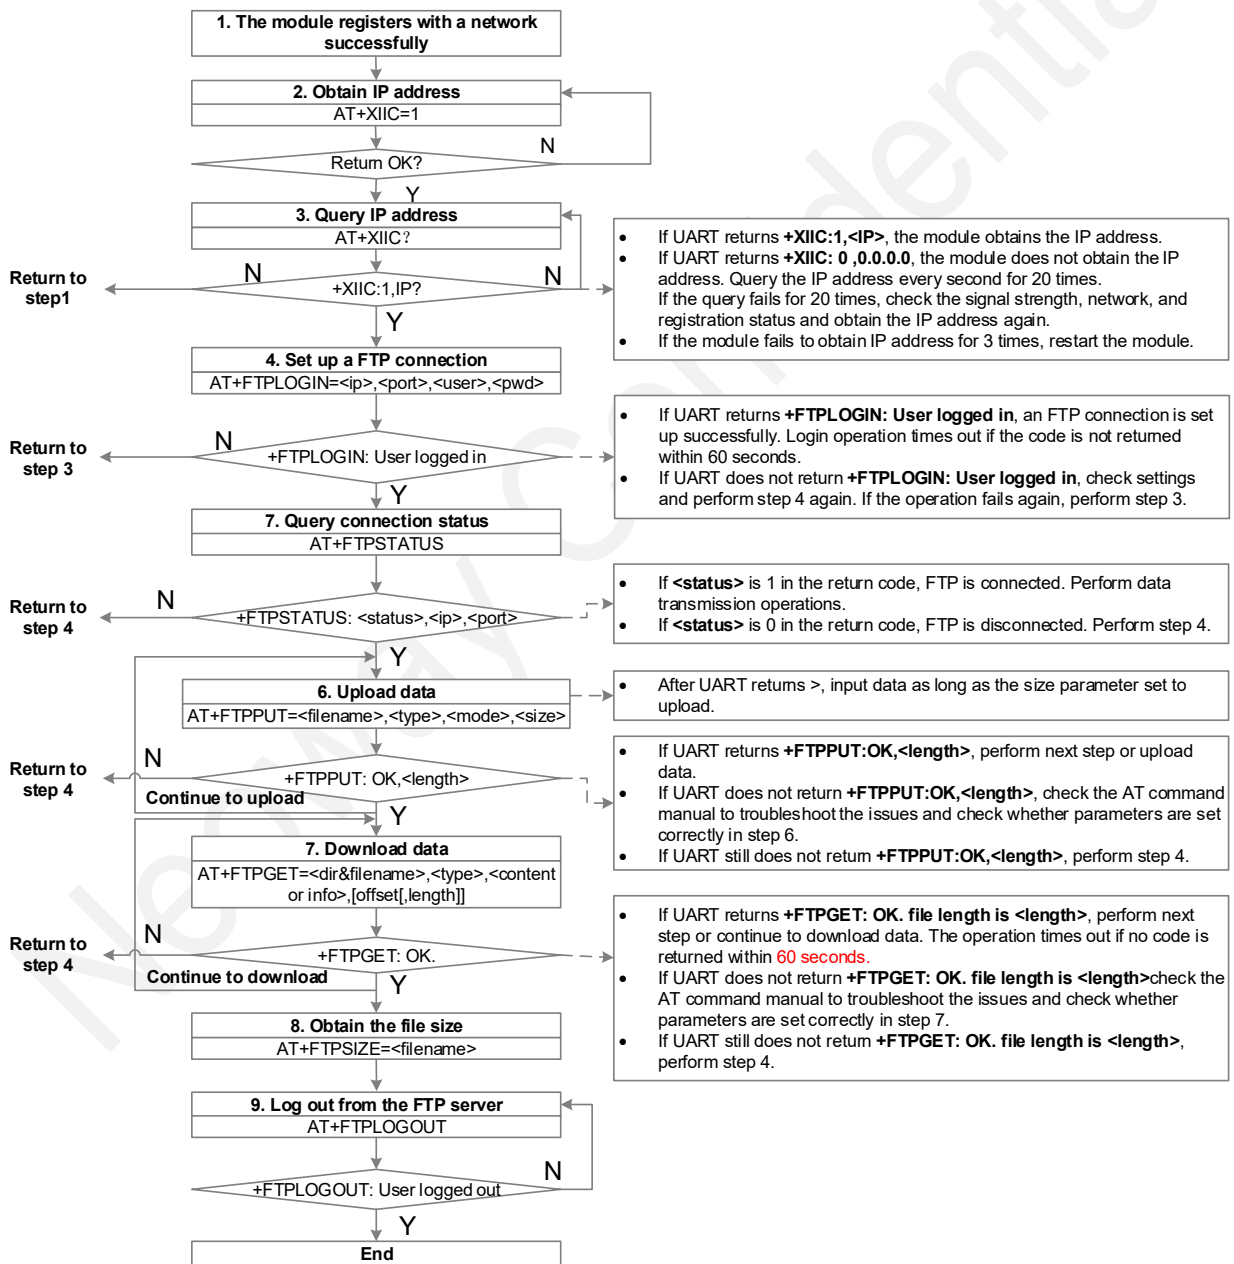 1. The module registers with a network
successfully
2. Obtain IP address
AT+XIIC=1
N
Return OK?
Y
3. Query IP address
AT+XIIC?
Return to
step1
N
+XIIC:1,IP?
N
Y
• If UART returns +XIIC:1,<IP>, the module obtains the IP address.
• If UART returns +XIIC: 0 ,0.0.0.0, the module does not obtain the IP
address. Query the IP address every second for 20 times.
If the query fails for 20 times, check the signal strength, network, and
registration status and obtain the IP address again.
• If the module fails to obtain IP address for 3 times, restart the module.
4. Set up a FTP connection
AT+FTPLOGIN=<ip>,<port>,<user>,<pwd>
Return to
step 3
N
+FTPLOGIN: User logged in
Y
• If UART returns +FTPLOGIN: User logged in, an FTP connection is set
up successfully. Login operation times out if the code is not returned
within 60 seconds.
• If UART does not return +FTPLOGIN: User logged in, check settings
and perform step 4 again. If the operation fails again, perform step 3.
7. Query connection status
AT+FTPSTATUS
Return to
step 4
N
+FTPSTATUS: <status>,<ip>,<port>
Y
• If <status> is 1 in the return code, FTP is connected. Perform data
transmission operations.
• If <status> is 0 in the return code, FTP is disconnected. Perform step 4.
6. Upload data
AT+FTPPUT=<filename>,<type>,<mode>,<size>
• After UART returns >, input data as long as the size parameter set to
upload.
Return to
step 4
N
+FTPPUT: OK,<length>
Continue to upload
Y
• If UART returns +FTPPUT:OK,<length>, perform next step or upload
data.
• If UART does not return +FTPPUT:OK,<length>, check the AT command
manual to troubleshoot the issues and check whether parameters are set
correctly in step 6.
• If UART still does not return +FTPPUT:OK,<length>, perform step 4.
7. Download data
AT+FTPGET=<dir&filename>,<type>,<content
or info>,[offset[,length]]
Return to
step 4
N
+FTPGET: OK.
Continue to download
Y
• If UART returns +FTPGET: OK. file length is <length>, perform next
step or continue to download data. The operation times out if no code is
returned within 60 seconds.
• If UART does not return +FTPGET: OK. file length is <length>check the
AT command manual to troubleshoot the issues and check whether
parameters are set correctly in step 7.
• If UART still does not return +FTPGET: OK. file length is <length>,
perform step 4.
8. Obtain the file size
AT+FTPSIZE=<filename>
9. Log out from the FTP server
AT+FTPLOGOUT
N
+FTPLOGOUT: User logged out
Y
End
Neoway Confidential